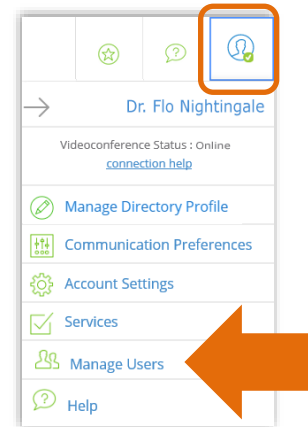 Dr. Flo Nightingale
Videoconference Status : Online
connection help
Manage Directory Profile
Communication Preferences
Account Settings
Services
Manage Users
Help